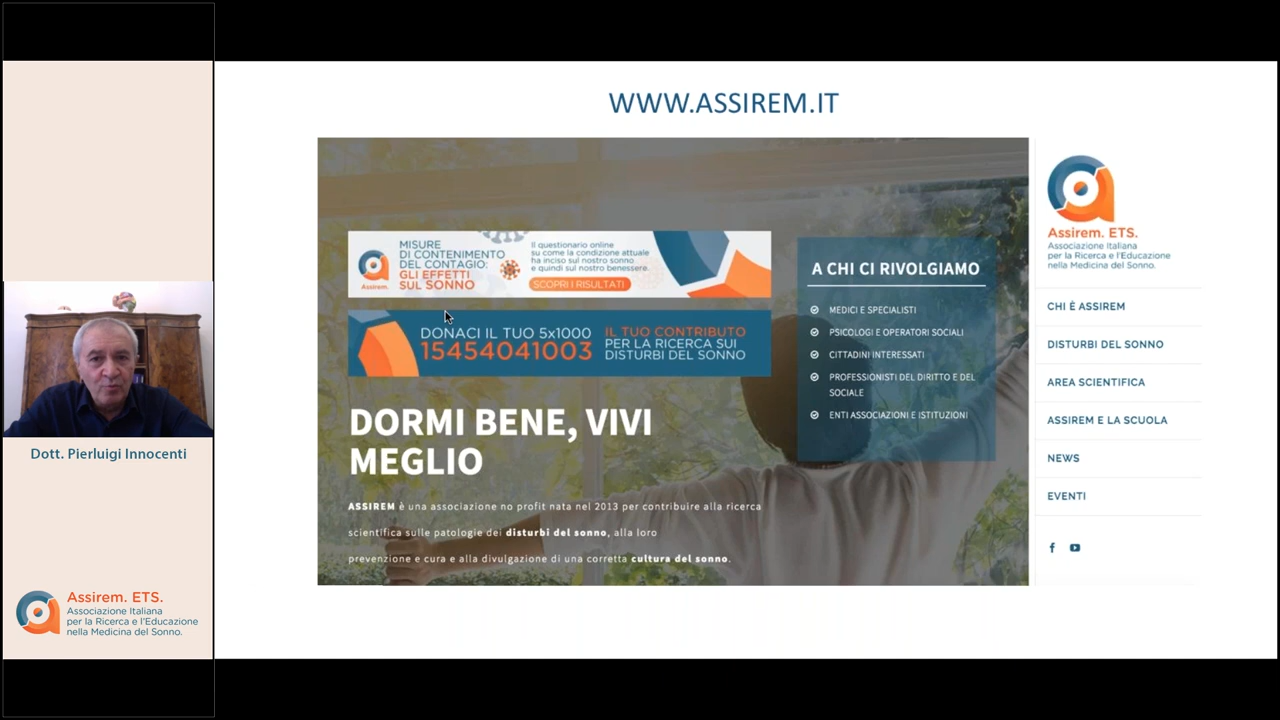 WWW.ASSIREM.IT
MISURE
DI CONTENIMENTO
DEL CONTAGIO:
GLI EFFETTI
SUL SONNO
Assirem.
Il questionario online
su come la condizione attuale
ha inciso sul nostro sonno
e quindi sul nostro benessere.
SCOPRI I RISULTATI
DONACI IL TUO 5x1000
15454041003
IL TUO CONTRIBUTO
PER LA RICERCA SUI
DISTURBI DEL SONNO
DORMI BENE, VIVI
MEGLIO
ASSIREM è una associazione no profit nata nel 2013 per contribuire alla ricerca
scientifica sulle patologie dei disturbi del sonno, alla loro
prevenzione e cura e alla divulgazione di una corretta cultura del sonno.
A CHI CI RIVOLGIAMO
MEDICI E SPECIALISTI
PSICOLOGI E OPERATORI SOCIALI
CITTADINI INTERESSATI
PROFESSIONISTI DEL DIRITTO E DEL
SOCIALE
ENTI ASSOCIAZIONI E ISTITUZIONI
Assirem. ETS.
Associazione Italiana
per la Ricerca e l'Educazione
nella Medicina del Sonno.
CHI È ASSIREM
DISTURBI DEL SONNO
AREA SCIENTIFICA
ASSIREM E LA SCUOLA
NEWS
EVENTI
Dott. Pierluigi Innocenti
Assirem. ETS.
Associazione Italiana
per la Ricerca e l'Educazione
nella Medicina del Sonno.